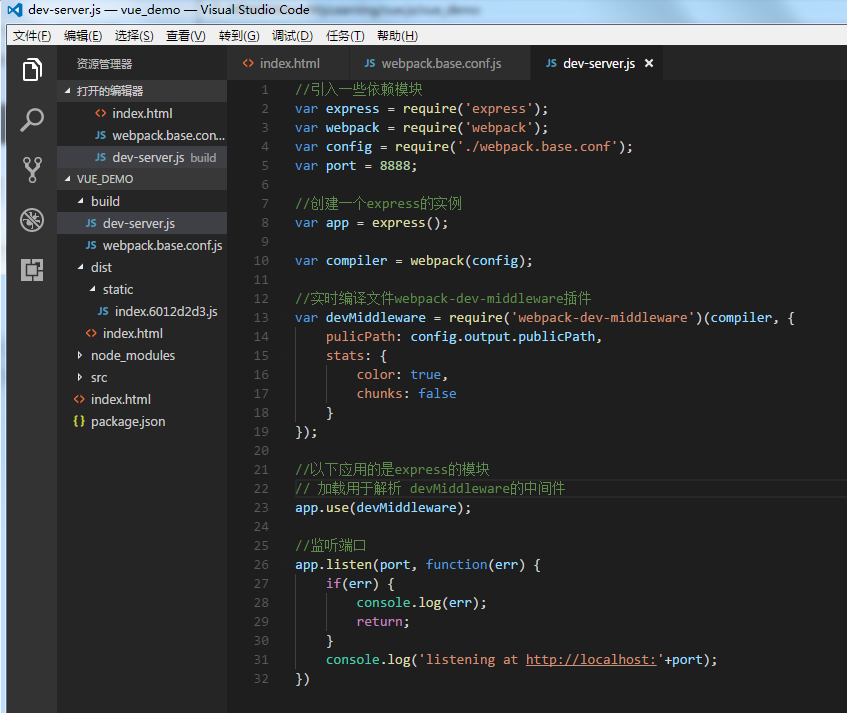 dev-server.js — vue_demo — Visual Studio Code
文件(F) 编辑(E) 选择(S) 查看(V) 转到(G) 调试(D) 任务(T) 帮助(H)
资源管理器
打开的编辑器
index.html
webpack.base.con...
dev-server.js build
VUE_DEMO
build
dev-server.js
webpack.base.conf.js
dist
static
index.6012d2d3.js
index.html
node_modules
src
index.html
package.json
index.html webpack.base.conf.js dev-server.js
1 //引入一些依赖模块
2 var express = require('express');
3 var webpack = require('webpack');
4 var config = require('./webpack.base.conf');
5 var port = 8888;
6
7 //创建一个express的实例
8 var app = express();
9
10 var compiler = webpack(config);
11
12 //实时编译文件webpack-dev-middleware插件
13 var devMiddleware = require('webpack-dev-middleware')(compiler, {
14 pulicPath: config.output.publicPath,
15 stats: {
16 color: true,
17 chunks: false
18 }
19 });
20
21 //以下应用的是express的模块
22 // 加载用于解析 devMiddleware的中间件
23 app.use(devMiddleware);
24
25 //监听端口
26 app.listen(port, function(err) {
27 if(err) {
28 console.log(err);
29 return;
30 }
31 console.log('listening at http://localhost:'+port);
32 })